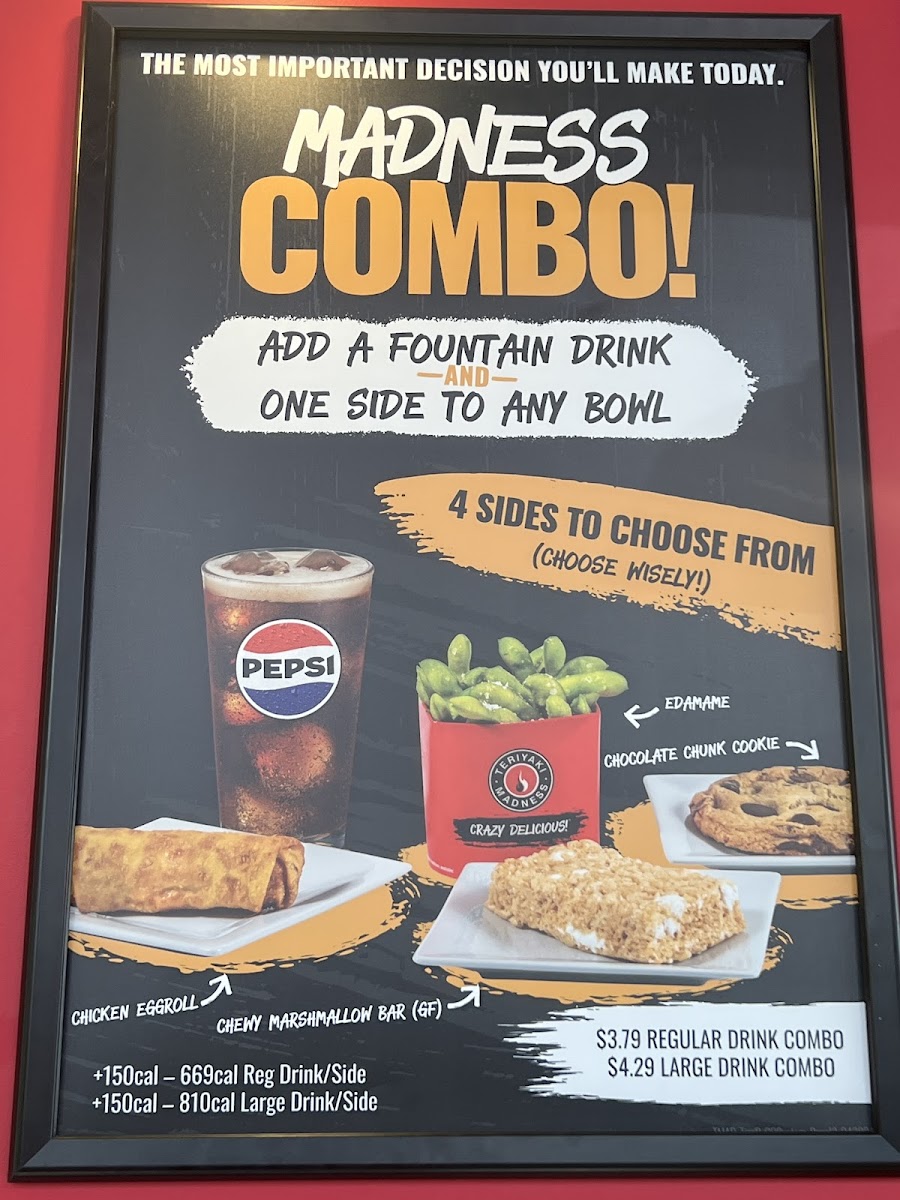 THE MOST IMPORTANT DECISION YOU'LL MAKE TODAY.
MADNESS
COMBO!
ADD A FOUNTAIN DRINK
—AND—
ONE SIDE TO ANY BOWL
4 SIDES TO CHOOSE FROM
(CHOOSE WISELY!)
PEPSI
EDAMAME
CHOCOLATE CHUNK COOKIE
TERIYAKI
MADNESS
CRAZY DELICIOUS!
CHICKEN EGGROLL
CHEWY MARSHMALLOW BAR (GF)
$3.79 REGULAR DRINK COMBO
$4.29 LARGE DRINK COMBO
+150cal – 669cal Reg Drink/Side
+150cal – 810cal Large Drink/Side